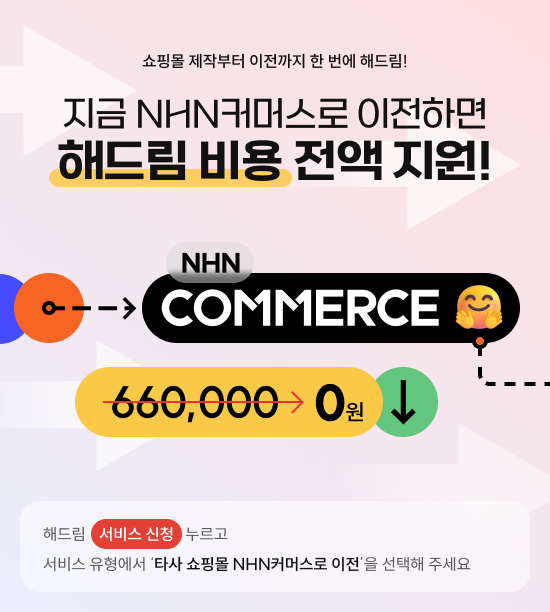 쇼핑몰 제작부터 이전까지 한 번에 해드림!
지금 NHN커머스로 이전하면
해드림 비용 전액 지원!
NHN
COMMERCE
660,000 0원
해드림 서비스 신청 누르고
서비스 유형에서 ‘타사 쇼핑몰 NHN커머스로 이전’을 선택해 주세요